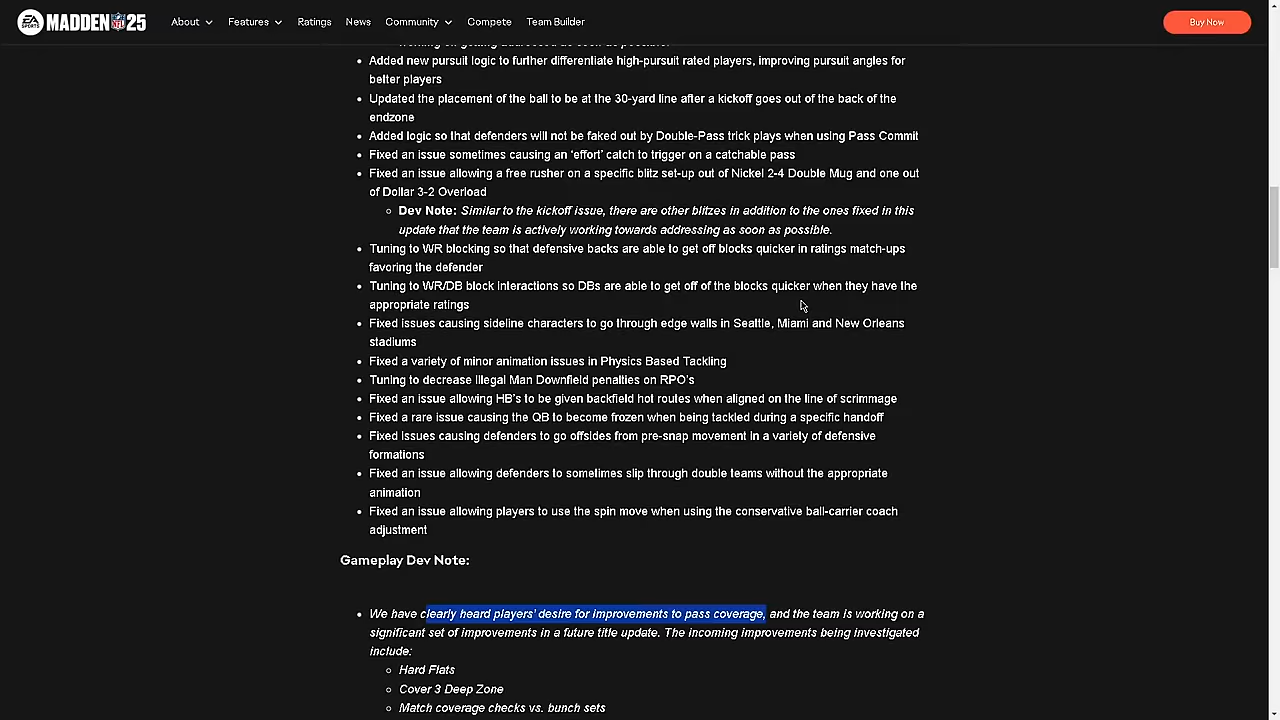 EA SPORTS MADDEN NFL 25 About Features Ratings News Community Compete Team Builder Buy Now
working on getting addressed as soon as possible.
Added new pursuit logic to further differentiate high-pursuit rated players, improving pursuit angles for
better players
Updated the placement of the ball to be at the 30-yard line after a kickoff goes out of the back of the
endzone
Added logic so that defenders will not be faked out by Double-Pass trick plays when using Pass Commit
Fixed an issue sometimes causing an ‘effort’ catch to trigger on a catchable pass
Fixed an issue allowing a free rusher on a specific blitz set-up out of Nickel 2-4 Double Mug and one out
of Dollar 3-2 Overload
Dev Note: Similar to the kickoff issue, there are other blitzes in addition to the ones fixed in this
update that the team is actively working towards addressing as soon as possible.
Tuning to WR blocking so that defensive backs are able to get off blocks quicker in ratings match-ups
favoring the defender
Tuning to WR/DB block interactions so DBs are able to get off of the blocks quicker when they have the
appropriate ratings
Fixed issues causing sideline characters to go through edge walls in Seattle, Miami and New Orleans
stadiums
Fixed a variety of minor animation issues in Physics Based Tackling
Tuning to decrease Illegal Man Downfield penalties on RPO’s
Fixed an issue allowing HB’s to be given backfield hot routes when aligned on the line of scrimmage
Fixed a rare issue causing the QB to become frozen when being tackled during a specific handoff
Fixed issues causing defenders to go offsides from pre-snap movement in a variety of defensive
formations
Fixed an issue allowing defenders to sometimes slip through double teams without the appropriate
animation
Fixed an issue allowing players to use the spin move when using the conservative ball-carrier coach
adjustment
Gameplay Dev Note:
We have clearly heard players’ desire for improvements to pass coverage, and the team is working on a
significant set of improvements in a future title update. The incoming improvements being investigated
include:
Hard Flats
Cover 3 Deep Zone
Match coverage checks vs. bunch sets